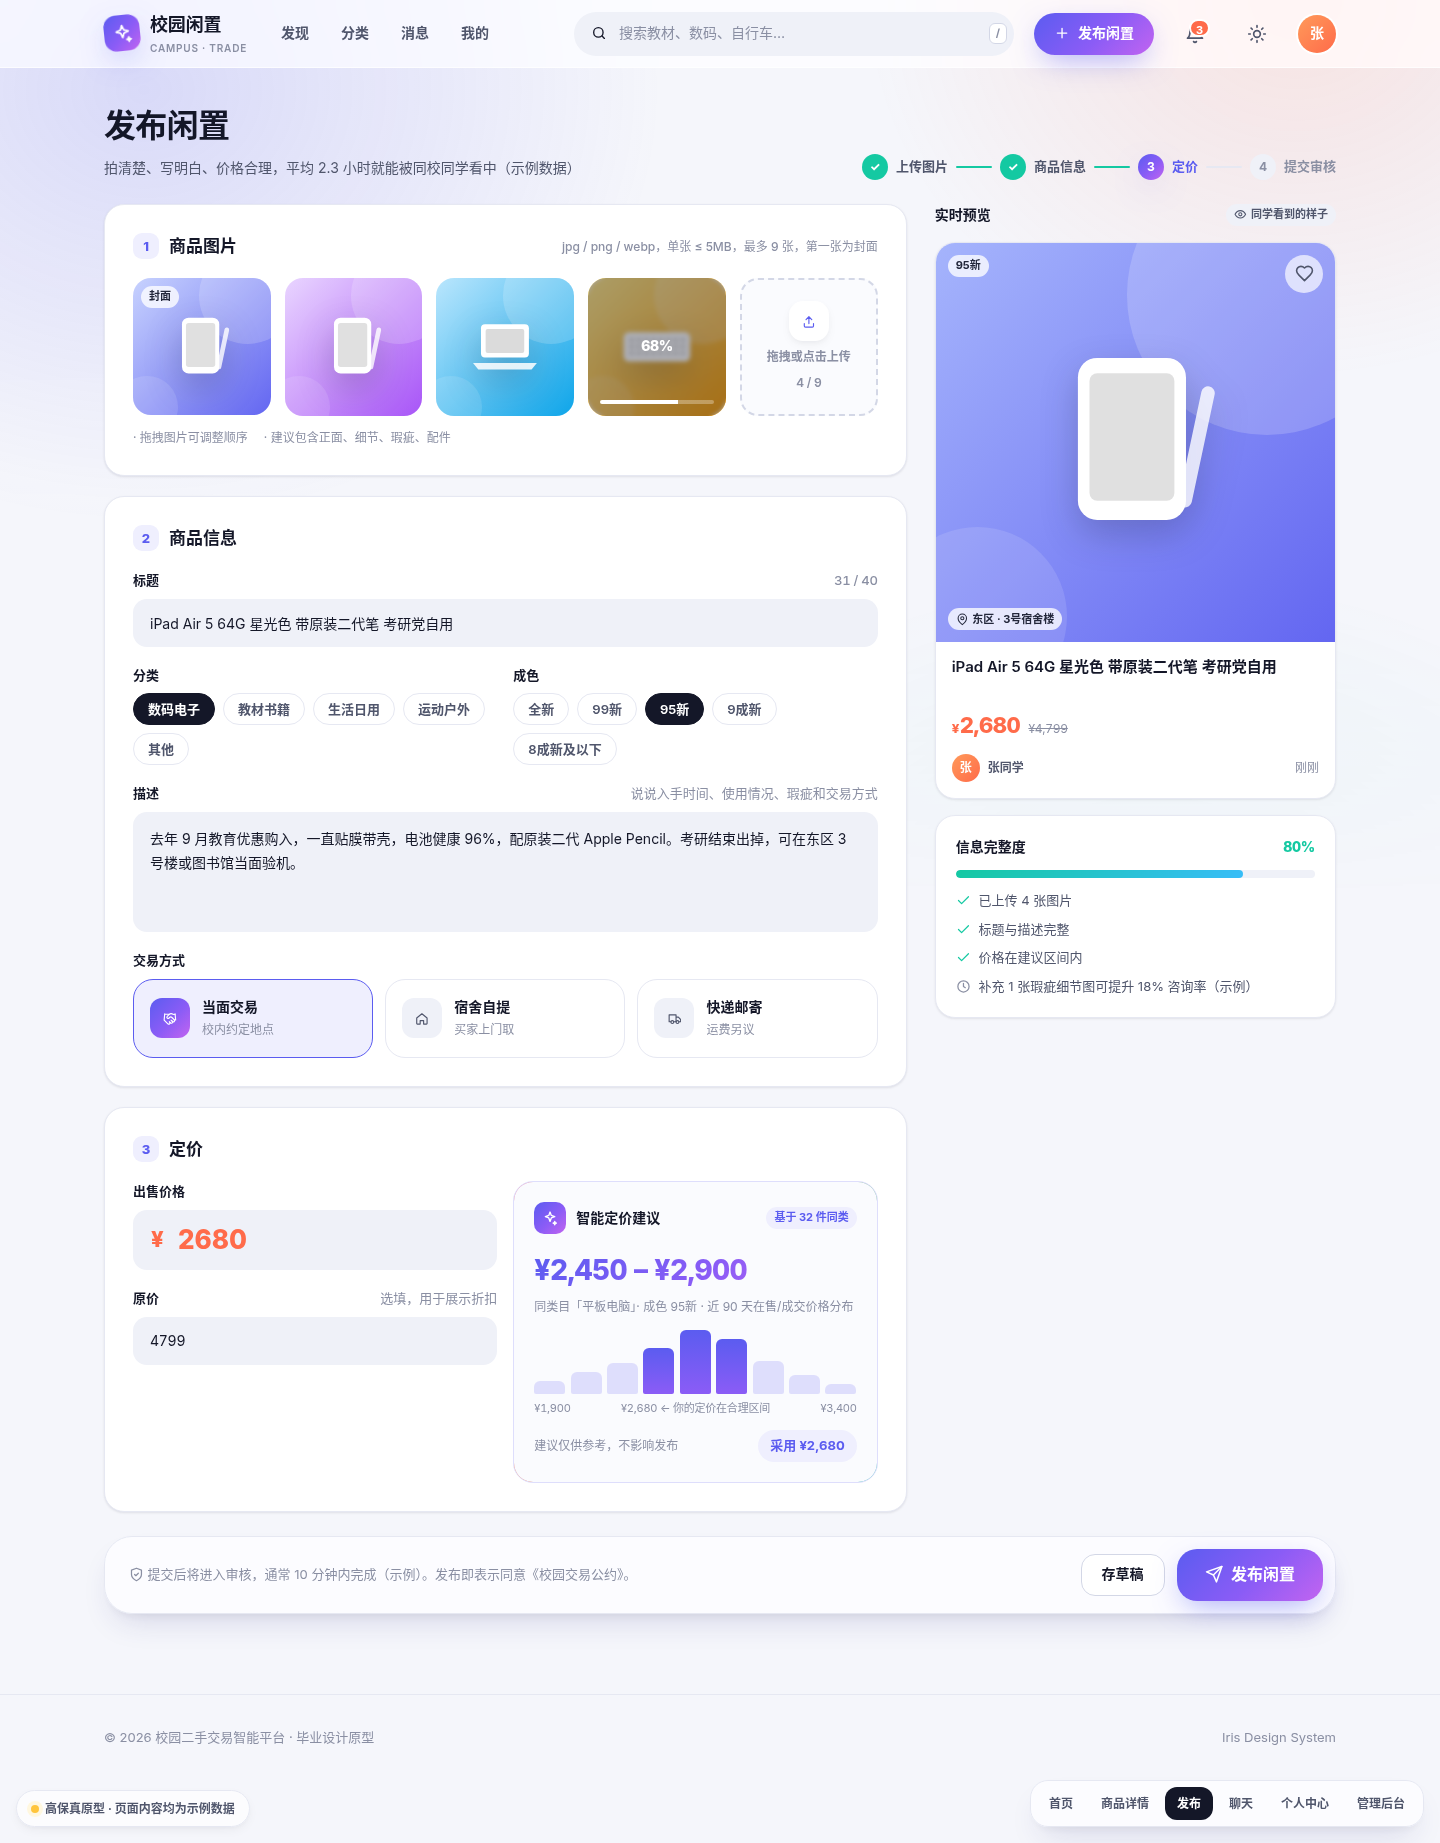 校园闲置
CAMPUS · TRADE
发现
分类
消息
我的
搜索教材、数码、自行车...
/
发布闲置
3
张
发布闲置
拍清楚、写明白、价格合理，平均 2.3 小时就能被同校同学看中（示例数据）
上传图片
商品信息
3 定价
4 提交审核
1 商品图片
jpg / png / webp，单张 ≤ 5MB，最多 9 张，第一张为封面
封面
68%
拖拽或点击上传
4 / 9
· 拖拽图片可调整顺序
· 建议包含正面、细节、瑕疵、配件
2 商品信息
标题
31 / 40
iPad Air 5 64G 星光色 带原装二代笔 考研党自用
分类
数码电子
教材书籍
生活日用
运动户外
其他
成色
全新
99新
95新
9成新
8成新及以下
描述
说说入手时间、使用情况、瑕疵和交易方式
去年 9 月教育优惠购入，一直贴膜带壳，电池健康 96%，配原装二代 Apple Pencil。考研结束出掉，可在东区 3
号楼或图书馆当面验机。
交易方式
当面交易
校内约定地点
宿舍自提
买家上门取
快递邮寄
运费另议
3 定价
出售价格
¥ 2680
原价
选填，用于展示折扣
4799
智能定价建议
基于 32 件同类
¥2,450 – ¥2,900
同类目「平板电脑」· 成色 95新 · 近 90 天在售/成交价格分布
¥1,900
¥2,680 ← 你的定价在合理区间
¥3,400
建议仅供参考，不影响发布
采用 ¥2,680
实时预览
同学看到的样子
95新
东区 · 3号宿舍楼
iPad Air 5 64G 星光色 带原装二代笔 考研党自用
¥2,680 ¥4,799
张 张同学
刚刚
信息完整度
80%
已上传 4 张图片
标题与描述完整
价格在建议区间内
补充 1 张瑕疵细节图可提升 18% 咨询率（示例）
提交后将进入审核，通常 10 分钟内完成（示例）。发布即表示同意《校园交易公约》。
存草稿
发布闲置
© 2026 校园二手交易智能平台 · 毕业设计原型
Iris Design System
高保真原型 · 页面内容均为示例数据
首页
商品详情
发布
聊天
个人中心
管理后台